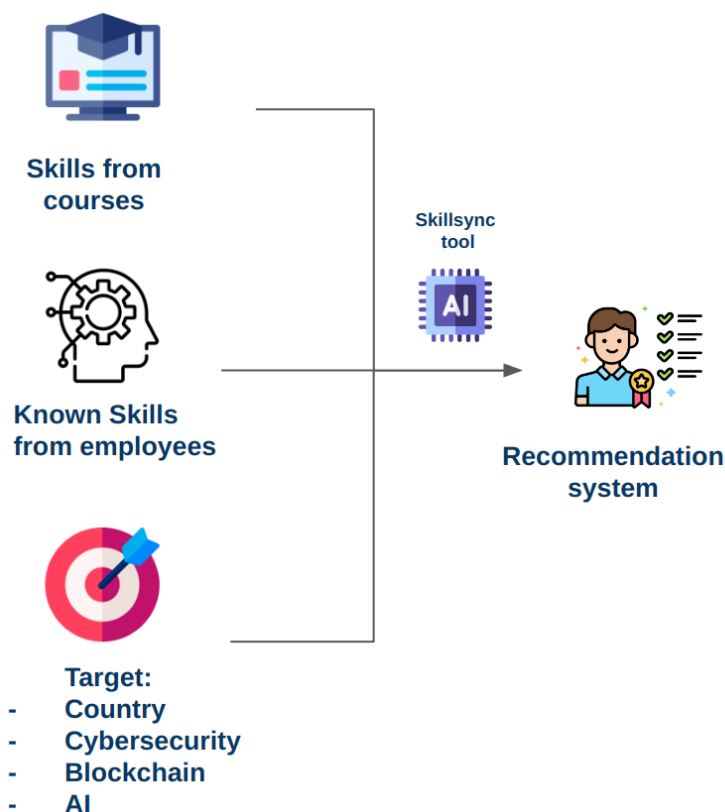 Skills from
courses
Skillsync
tool
AI
Known Skills
from employees
Recommendation
system
Target:
- Country
- Cybersecurity
- Blockchain
- AI